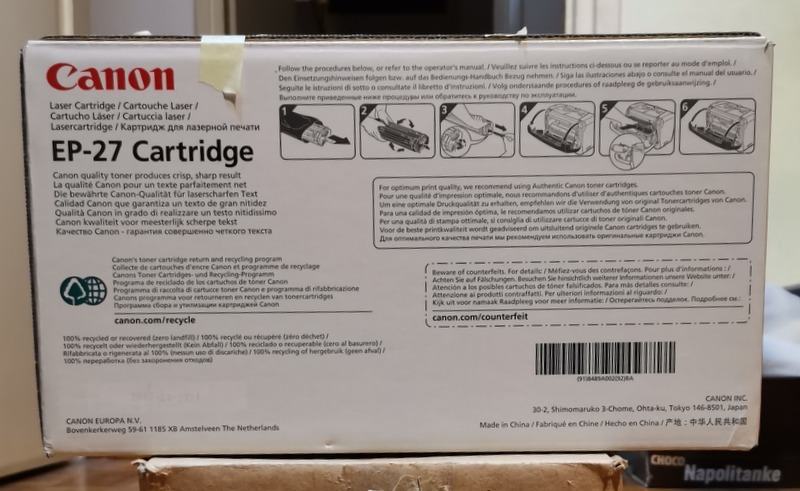 Canon
Laser Cartridge / Cartouche Laser /
Cartucho Láser / Cartuccia laser /
Lasercartridge / Картридж для лазерной печати
EP-27 Cartridge
Canon quality toner produces crisp, sharp result
La qualité Canon pour un texte parfaitement net
Die bewährte Canon-Qualität für laserscharfen Text
Calidad Canon que garantiza un texto de gran nitidez
Qualità Canon in grado di realizzare un testo nitidissimo
Canon kwaliteit voor meesterlijk scherpe tekst
Качество Canon - гарантия совершенно четкого текста
Follow the procedures below, or refer to the operator's manual. / Veuillez suivre les instructions ci-dessous ou se reporter au mode d'emploi. /
Den Einsetzungshinweisen folgen bzw. auf das Bedienungs-Handbuch Bezug nehmen. / Siga las ilustraciones abajo o consulte el manual del usuario. /
Seguite le istruzioni di sotto o consultate il libretto d'istruzioni. / Volg onderstaande procedures of raadpleeg de gebruiksaanwijzing. /
Выполните приведенные ниже процедуры или обратитесь к руководству по эксплуатации.
1 2 3 4 5 6
For optimum print quality, we recommend using Authentic Canon toner cartridges.
Pour une qualité d'impression optimale, nous recommandons d'utiliser d'authentiques cartouches toner Canon.
Um eine optimale Druckqualität zu erhalten, empfehlen wir die Verwendung von original Tonercartridges von Canon.
Para una calidad de impresión óptima, le recomendamos utilizar cartuchos de toner Canon originales.
Per una qualità di stampa ottimale, si consiglia di utilizzare cartucce di toner originali Canon.
Voor de beste printkwaliteit wordt geadviseerd om uitsluitend originele Canon cartridges te gebruiken.
Для оптимального качества печати мы рекомендуем использовать оригинальные картриджи Canon.
Canon's toner cartridge return and recycling program
Collecte de cartouches d'encre Canon et programme de recyclage
Canons Toner Cartridges- und Recycling-Programm
Programa de reciclado de los cartuchos de tóner Canon
Programma di raccolta di cartucce toner Canon e programma di rifabbricazione
Canons programma voor retourneren en recyclen van tonercartridges
Программа сбора и утилизации картриджей Canon
canon.com/recycle
Beware of counterfeits. For details: / Méfiez-vous des contrefaçons. Pour plus d'informations : /
Achten Sie auf Fälschungen. Besuchen Sie hinsichtlich weiterer Informationen unsere Website unter: /
Atención a los posibles cartuchos de tóner falsificados. Para más detalles consulte: /
Attenzione ai prodotti contraffatti. Per ulteriori informazioni al riguardo: /
Kijk uit voor namaak Raadpleeg voor meer informatie: / Остерегайтесь подделок. Подробнее см.:
canon.com/counterfeit
100% recycled or recovered (zero landfill) / 100% recyclé ou récupéré (zéro déchet) /
100% recycelt oder wiederhergestellt (Kein Abfall) / 100% reciclado o recuperable (cero al basurero) /
Rifabbricata o rigenerata al 100% (nessun uso di discariche) / 100% recycling of hergebruik (geen afval) /
100% переработка (без захоронения отходов)
(91)8489A002(92)BA
CANON EUROPA N.V.
Bovenkerkerweg 59-61 1185 XB Amstelveen The Netherlands
CANON INC.
30-2, Shimomaruko 3-Chome, Ohta-ku, Tokyo 146-8501, Japan
Made in China / Fabriqué en Chine / Hecho en China / 产地：中华人民共和国
CHOCO
Napolitanke